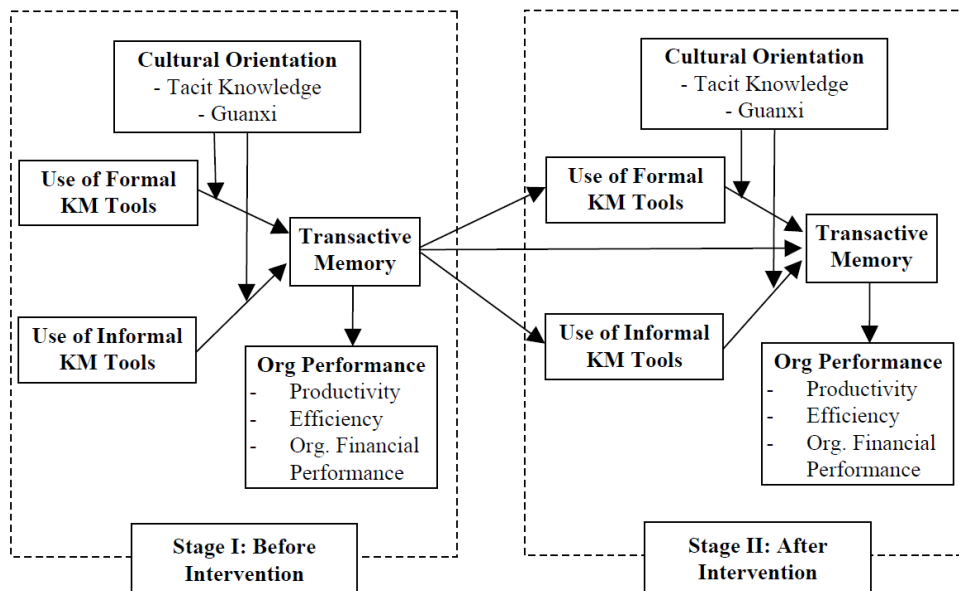 Cultural Orientation
- Tacit Knowledge
- Guanxi
Use of Formal
KM Tools
Transactive
Memory
Use of Informal
KM Tools
Org Performance
- Productivity
- Efficiency
- Org. Financial
Performance
Stage I: Before
Intervention
Cultural Orientation
- Tacit Knowledge
- Guanxi
Use of Formal
KM Tools
Transactive
Memory
Use of Informal
KM Tools
Org Performance
- Productivity
- Efficiency
- Org. Financial
Performance
Stage II: After
Intervention